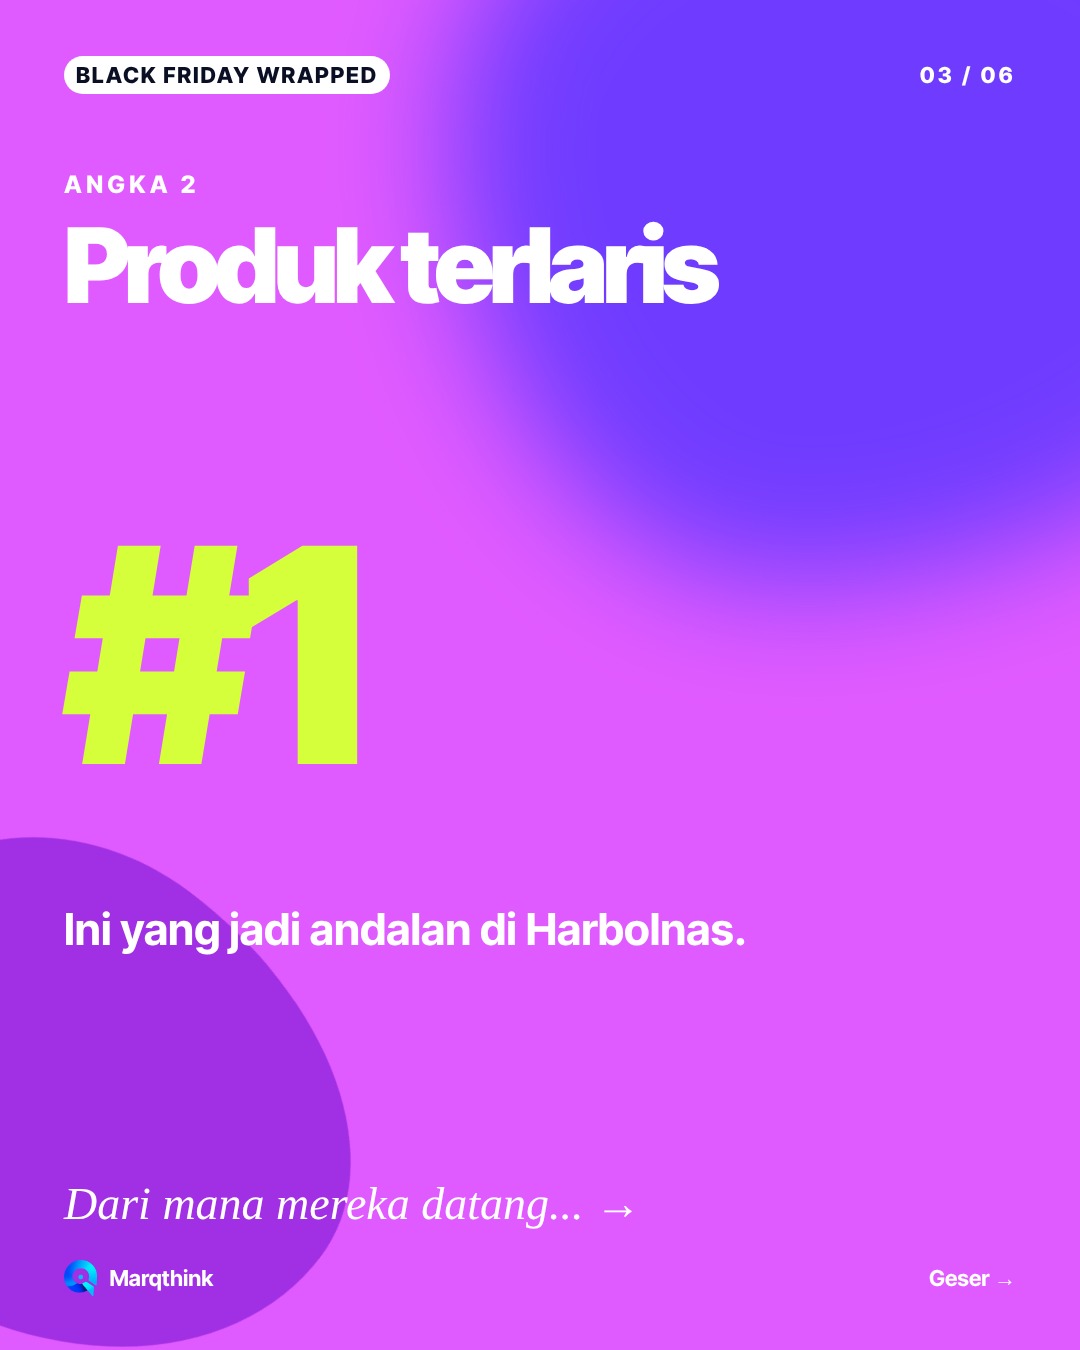 BLACK FRIDAY WRAPPED
03 / 06
ANGKA 2
Produk terlaris
#1
Ini yang jadi andalan di Harbolnas.
Dari mana mereka datang... →
Marqthink
Geser →